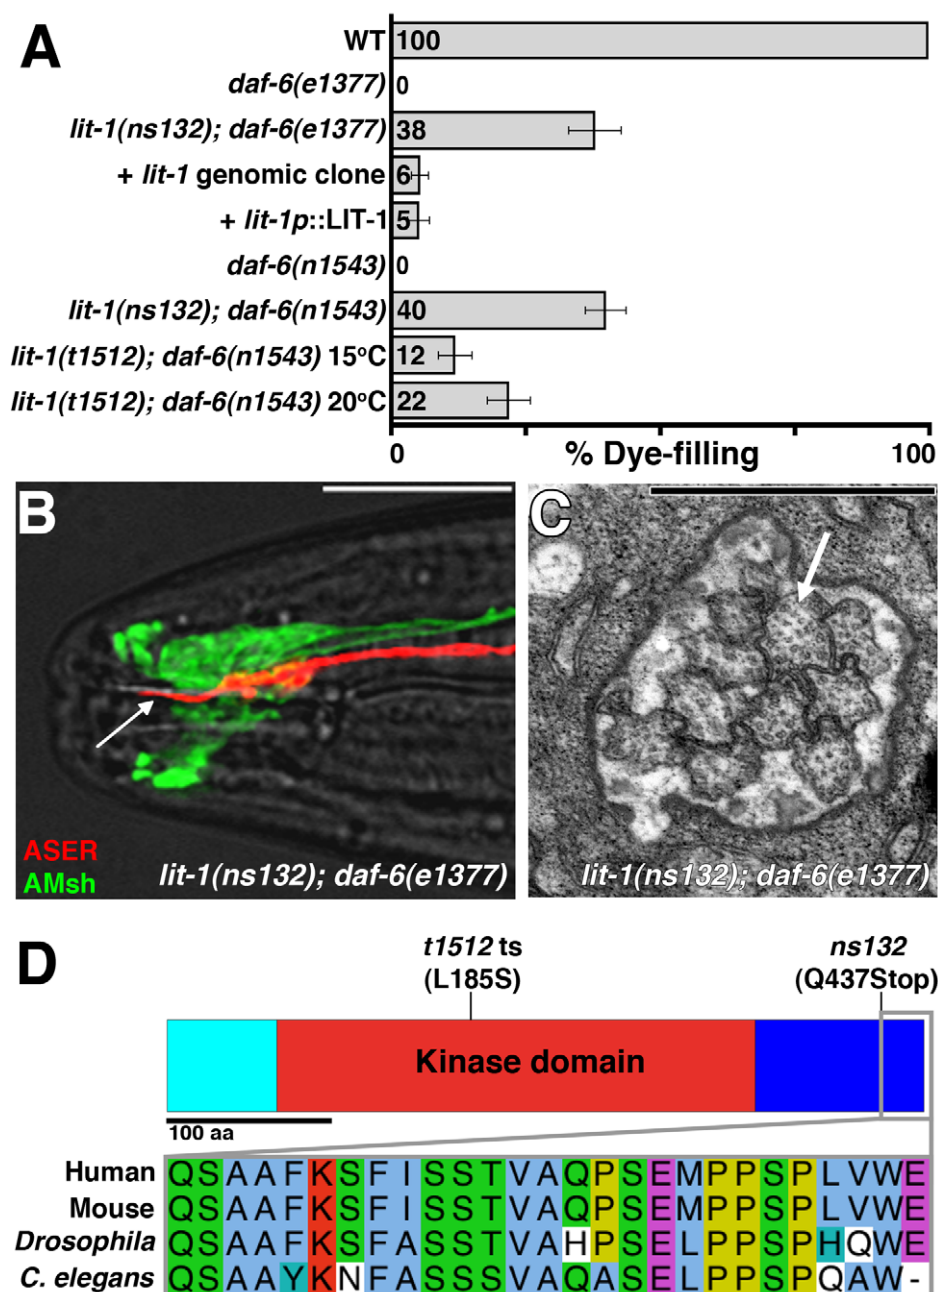 A
WT 100
daf-6(e1377) 0
lit-1(ns132); daf-6(e1377) 38
+ lit-1 genomic clone 6
+ lit-1p::LIT-1 5
daf-6(n1543) 0
lit-1(ns132); daf-6(n1543) 40
lit-1(t1512); daf-6(n1543) 15°C 12
lit-1(t1512); daf-6(n1543) 20°C 22
0 % Dye-filling 100
B
ASER
AMsh
lit-1(ns132); daf-6(e1377)
C
lit-1(ns132); daf-6(e1377)
D
t1512 ts
(L185S)
ns132
(Q437Stop)
Kinase domain
100 aa
Human QSAAFKSFISSTVAQPSEMPPSPLVWE
Mouse QSAAFKSFISSTVAQPSEMPPSPLVWE
Drosophila QSAAFKSFASSTVAHPSELPPSPHQWE
C. elegans QSAAYKNFASSSVAQASELPPSPQAW-